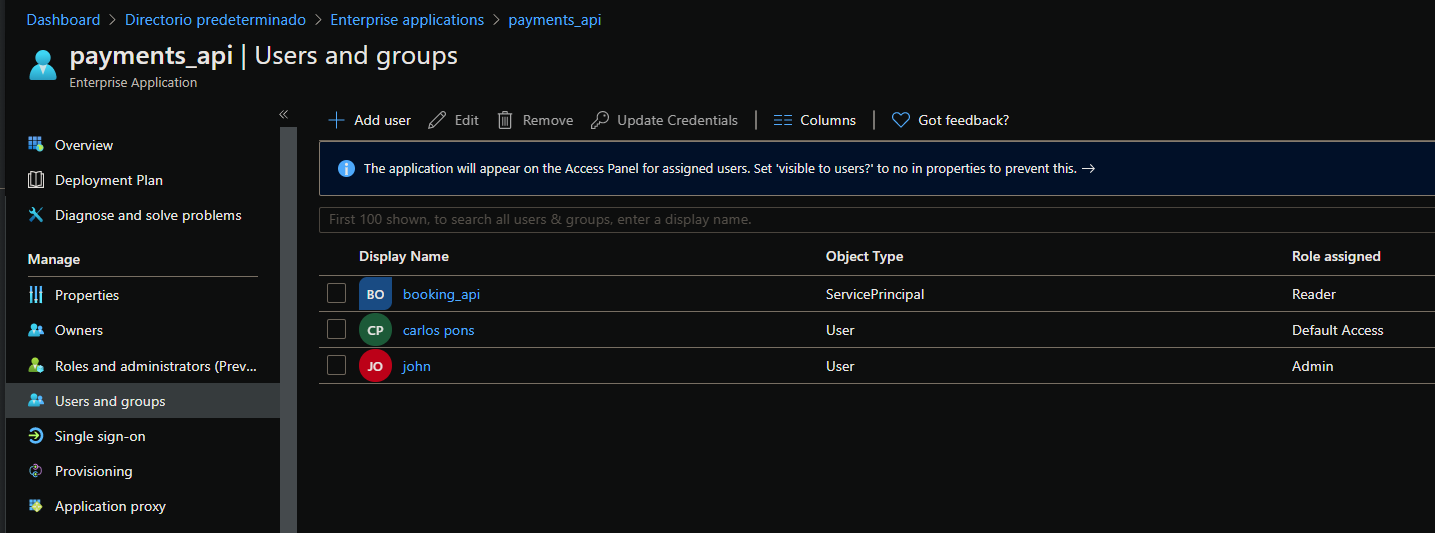 Dashboard > Directorio predeterminado > Enterprise applications > payments_api
payments_api | Users and groups
Enterprise Application
«
Add user Edit Remove Update Credentials Columns Got feedback?
The application will appear on the Access Panel for assigned users. Set 'visible to users?' to no in properties to prevent this. →
First 100 shown, to search all users & groups, enter a display name.
Display Name Object Type Role assigned
BO booking_api ServicePrincipal Reader
CP carlos pons User Default Access
JO john User Admin
Overview
Deployment Plan
Diagnose and solve problems
Manage
Properties
Owners
Roles and administrators (Prev...
Users and groups
Single sign-on
Provisioning
Application proxy